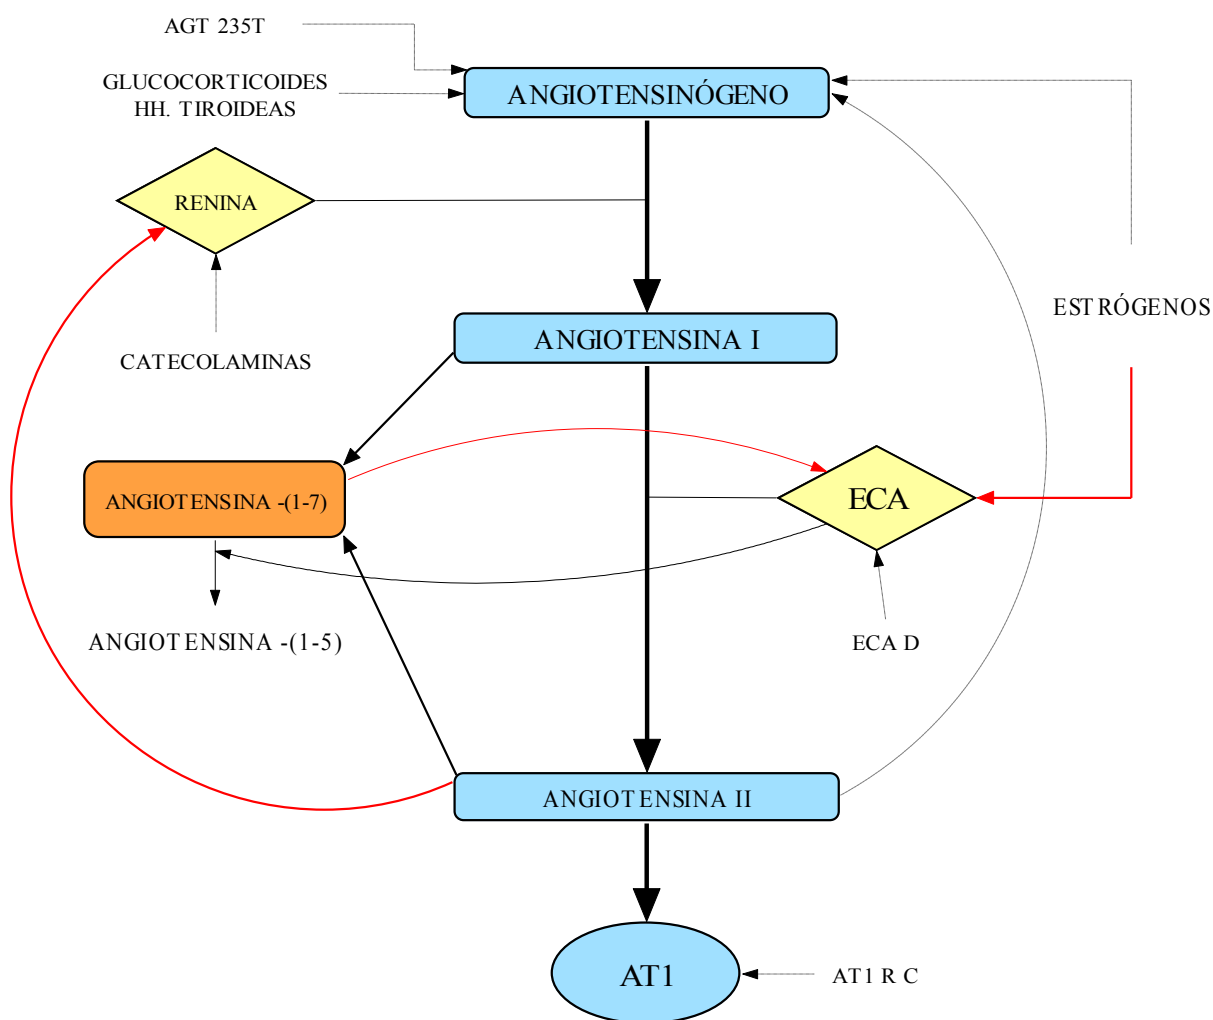 AGT 235T
GLUCOCORTICOIDES
HH. TIROIDEAS
ANGIOTENSINÓGENO
RENINA
CATECOLAMINAS
ANGIOTENSINA I
ESTRÓGENOS
ANGIOTENSINA -(1-7)
ECA
ANGIOTENSINA -(1-5)
ECA D
ANGIOTENSINA II
AT1
AT1 R C